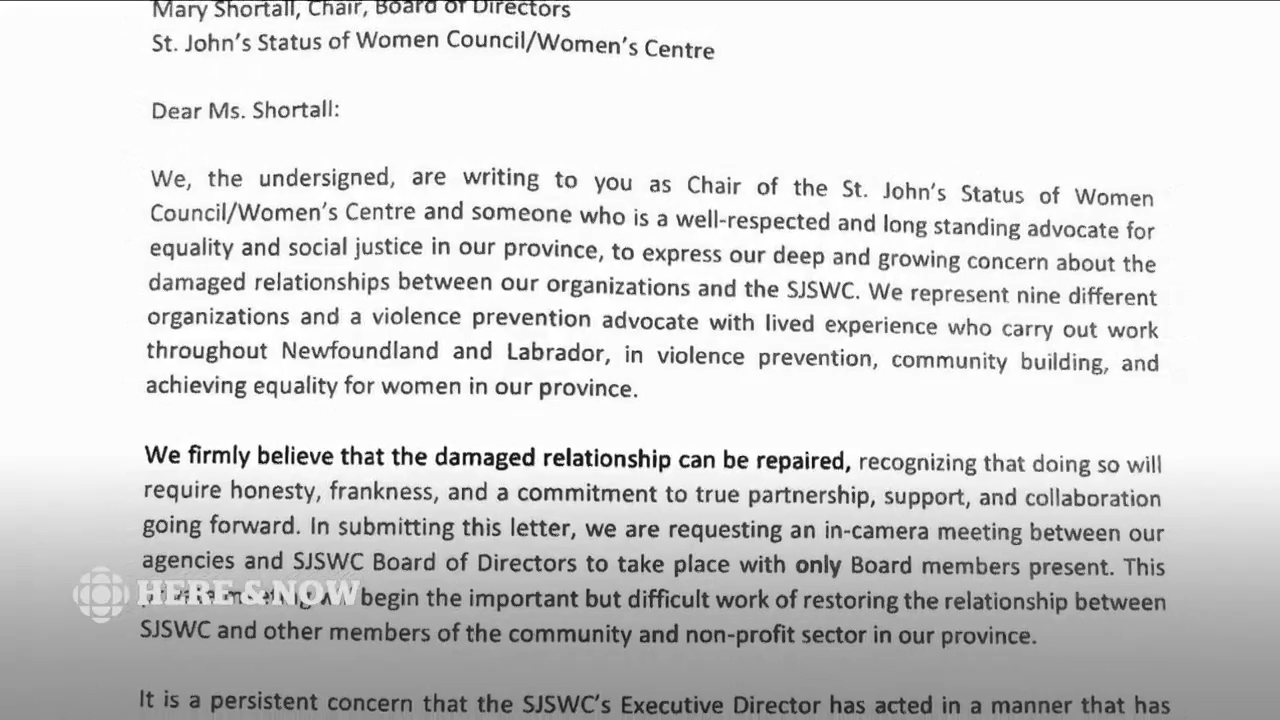 Mary Shortall, Chair, Board of Directors
St. John's Status of Women Council/Women's Centre
Dear Ms. Shortall:
We, the undersigned, are writing to you as Chair of the St. John's Status of Women
Council/Women's Centre and someone who is a well-respected and long standing advocate for
equality and social justice in our province, to express our deep and growing concern about the
damaged relationships between our organizations and the SJSWC. We represent nine different
organizations and a violence prevention advocate with lived experience who carry out work
throughout Newfoundland and Labrador, in violence prevention, community building, and
achieving equality for women in our province.
We firmly believe that the damaged relationship can be repaired, recognizing that doing so will
require honesty, frankness, and a commitment to true partnership, support, and collaboration
going forward. In submitting this letter, we are requesting an in-camera meeting between our
agencies and SJSWC Board of Directors to take place with only Board members present. This
begin the important but difficult work of restoring the relationship between
HERE & NOW
SJSWC and other members of the community and non-profit sector in our province.
It is a persistent concern that the SJSWC's Executive Director has acted in a manner that has